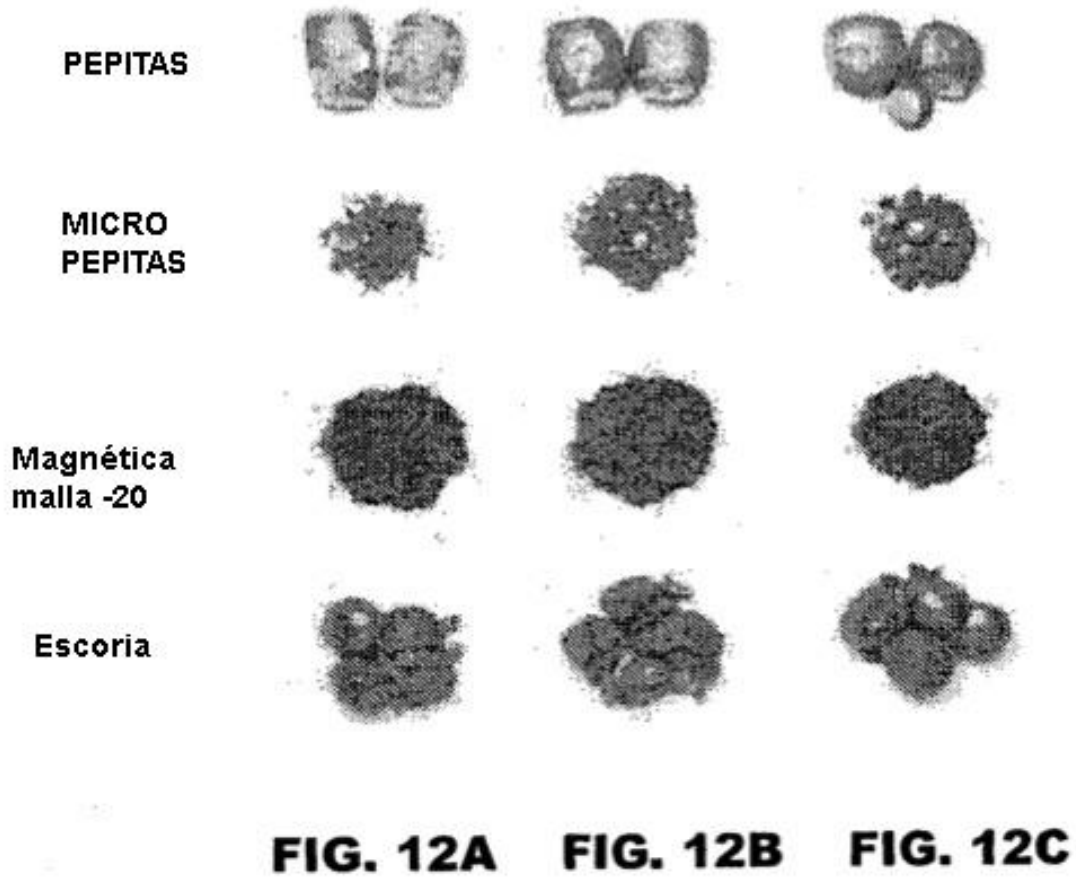 PEPITAS
MICRO
PEPITAS
Magnética
malla -20
Escoria
FIG. 12A
FIG. 12B
FIG. 12C